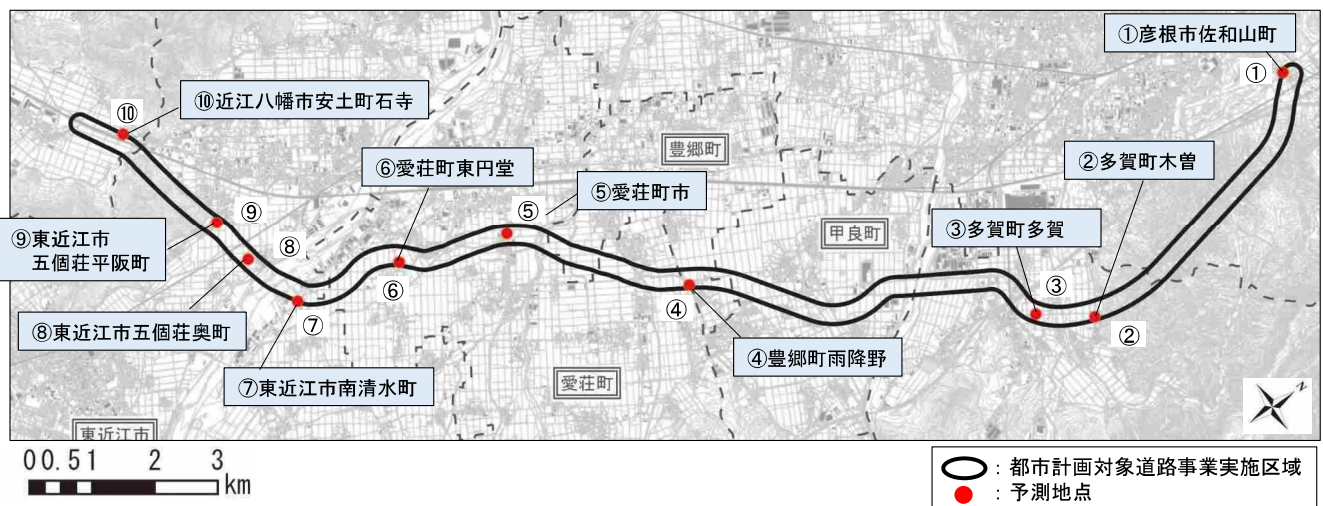 ①彦根市佐和山町
①
⑩
⑩近江八幡市安土町石寺
豊郷町
②多賀町木曽
⑥愛荘町東円堂
⑤愛荘町市
⑤
⑨
⑨東近江市
五個荘平阪町
甲良町
③多賀町多賀
⑧
③
⑥
④
⑧東近江市五個荘奥町
⑦
②
④豊郷町雨降野
⑦東近江市南清水町
愛荘町
N
東近江市
0 0.5 1 2 3
km
：都市計画対象道路事業実施区域
：予測地点